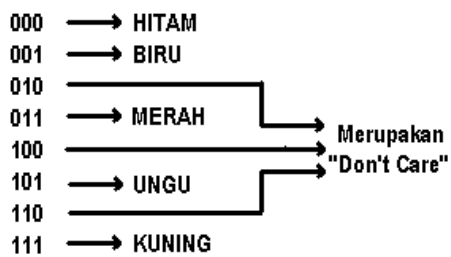 000 HITAM
001 BIRU
010
011 MERAH
100
101 UNGU
110
111 KUNING
Merupakan
"Don't Care"